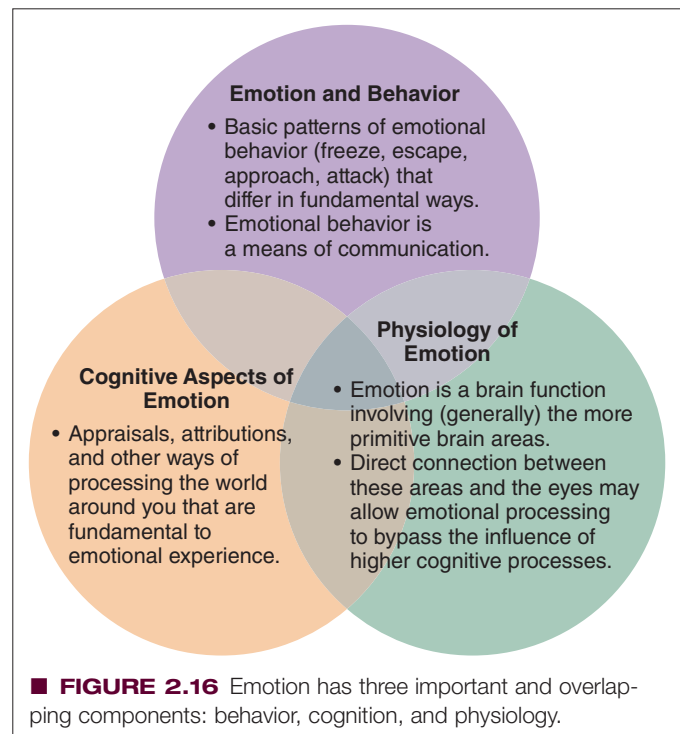 Emotion and Behavior
• Basic patterns of emotional
behavior (freeze, escape,
approach, attack) that
differ in fundamental ways.
• Emotional behavior is
a means of communication.
Cognitive Aspects of
Emotion
• Appraisals, attributions,
and other ways of
processing the world
around you that are
fundamental to
emotional experience.
Physiology of
Emotion
• Emotion is a brain function
involving (generally) the more
primitive brain areas.
• Direct connection between
these areas and the eyes may
allow emotional processing
to bypass the influence of
higher cognitive processes.
■ FIGURE 2.16 Emotion has three important and overlap-
ping components: behavior, cognition, and physiology.